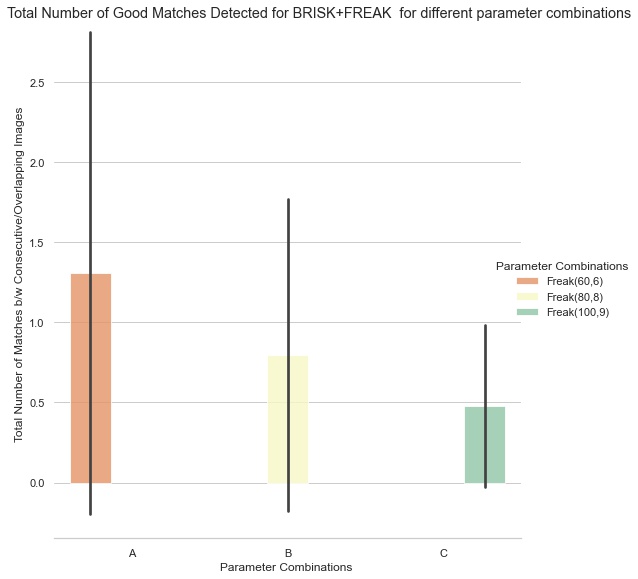 Total Number of Good Matches Detected for BRISK+FREAK  for different parameter combinations
Total Number of Matches b/w Consecutive/Overlapping Images
2.5
2.0
1.5
1.0
0.5
0.0
A
B
C
Parameter Combinations
Parameter Combinations
Freak(60,6)
Freak(80,8)
Freak(100,9)